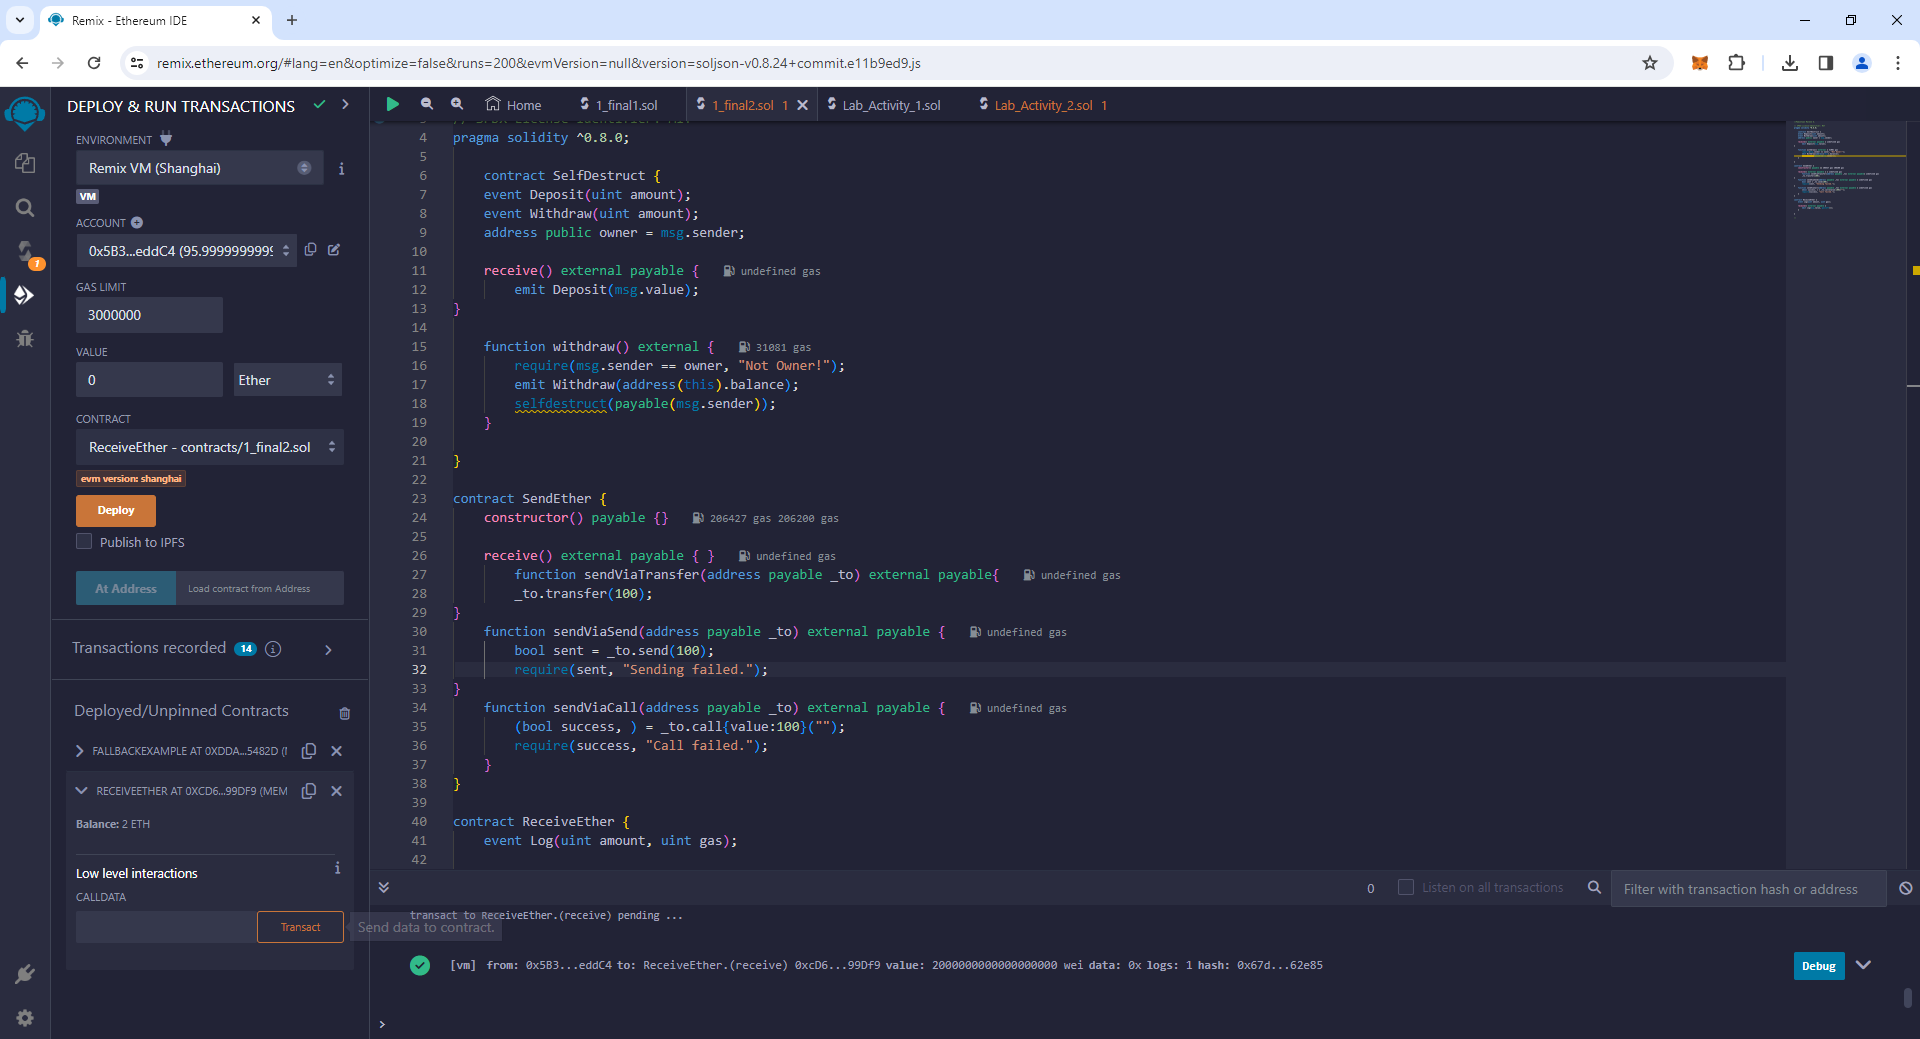 Remix - Ethereum IDE
remix.ethereum.org/#lang=en&optimize=false&runs=200&evmVersion=null&version=soljson-v0.8.24+commit.e11b9ed9.js
DEPLOY & RUN TRANSACTIONS
ENVIRONMENT
Remix VM (Shanghai)
VM
ACCOUNT
0x5B3...eddC4 (95.9999999999
GAS LIMIT
3000000
VALUE
0
Ether
CONTRACT
ReceiveEther - contracts/1_final2.sol
evm version: shanghai
Deploy
Publish to IPFS
At Address
Load contract from Address
Transactions recorded 14
Deployed/Unpinned Contracts
FALLBACKEXAMPLE AT 0XDDA...5482D (
RECEIVEETHER AT 0XCD6...99DF9 (MEM
Balance: 2 ETH
Low level interactions
CALLDATA
Transact
Send data to contract.
1
Home
1_final1.sol
1_final2.sol 1
Lab_Activity_1.sol
Lab_Activity_2.sol 1
4 pragma solidity ^0.8.0;
5
6 contract SelfDestruct {
7 event Deposit(uint amount);
8 event Withdraw(uint amount);
9 address public owner = msg.sender;
10
11 receive() external payable { undefined gas
12 emit Deposit(msg.value);
13 }
14
15 function withdraw() external { 31081 gas
16 require(msg.sender == owner, "Not Owner!");
17 emit Withdraw(address(this).balance);
18 selfdestruct(payable(msg.sender));
19 }
20
21 }
22
23 contract SendEther {
24 constructor() payable {} 206427 gas 206200 gas
25
26 receive() external payable { } undefined gas
27 function sendViaTransfer(address payable _to) external payable{ undefined gas
28 _to.transfer(100);
29 }
30 function sendViaSend(address payable _to) external payable { undefined gas
31 bool sent = _to.send(100);
32 require(sent, "Sending failed.");
33 }
34 function sendViaCall(address payable _to) external payable { undefined gas
35 (bool success, ) = _to.call{value:100}("");
36 require(success, "Call failed.");
37 }
38 }
39
40 contract ReceiveEther {
41 event Log(uint amount, uint gas);
42
0
Listen on all transactions
Filter with transaction hash or address
transact to ReceiveEther.(receive) pending ...
[vm] from: 0x5B3...eddC4 to: ReceiveEther.(receive) 0xcD6...99Df9 value: 2000000000000000000 wei data: 0x logs: 1 hash: 0x67d...62e85
Debug
>